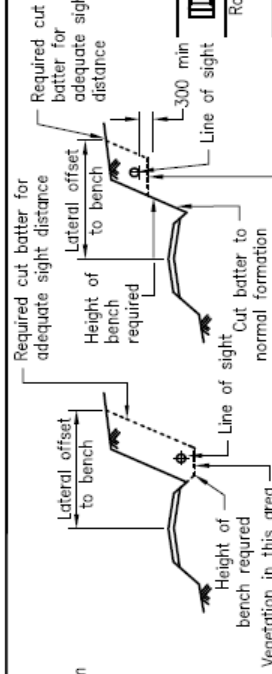 Required cut batter for
adequate sight distance
Lateral offset
to bench
Height of
bench requred
Line of sight
Vegetation in this area
Required cut
batter for
adequate
distance
Lateral offset
to bench
Height of
bench
required
300 min
Line of sight
Cut batter to
normal formation